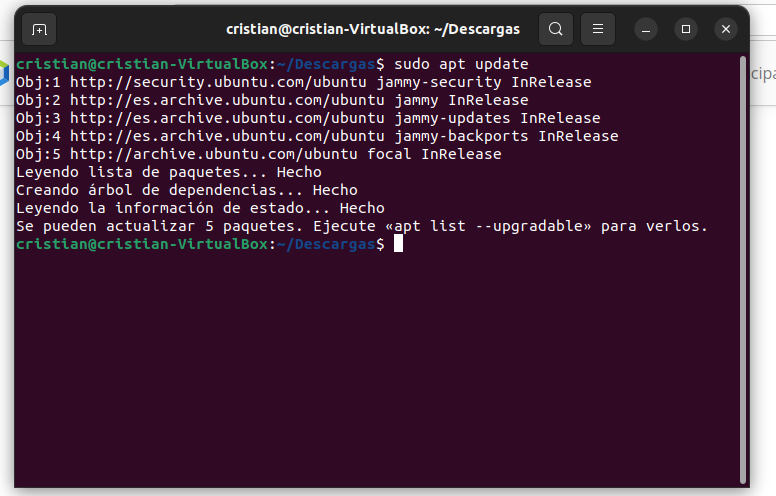 cristian@cristian-VirtualBox: ~/Descargas
cristian@cristian-VirtualBox:~/Descargas$ sudo apt update
Obj:1 http://security.ubuntu.com/ubuntu jammy-security InRelease
Obj:2 http://es.archive.ubuntu.com/ubuntu jammy InRelease
Obj:3 http://es.archive.ubuntu.com/ubuntu jammy-updates InRelease
Obj:4 http://es.archive.ubuntu.com/ubuntu jammy-backports InRelease
Obj:5 http://archive.ubuntu.com/ubuntu focal InRelease
Leyendo lista de paquetes... Hecho
Creando árbol de dependencias... Hecho
Leyendo la información de estado... Hecho
Se pueden actualizar 5 paquetes. Ejecute «apt list --upgradable» para verlos.
cristian@cristian-VirtualBox:~/Descargas$